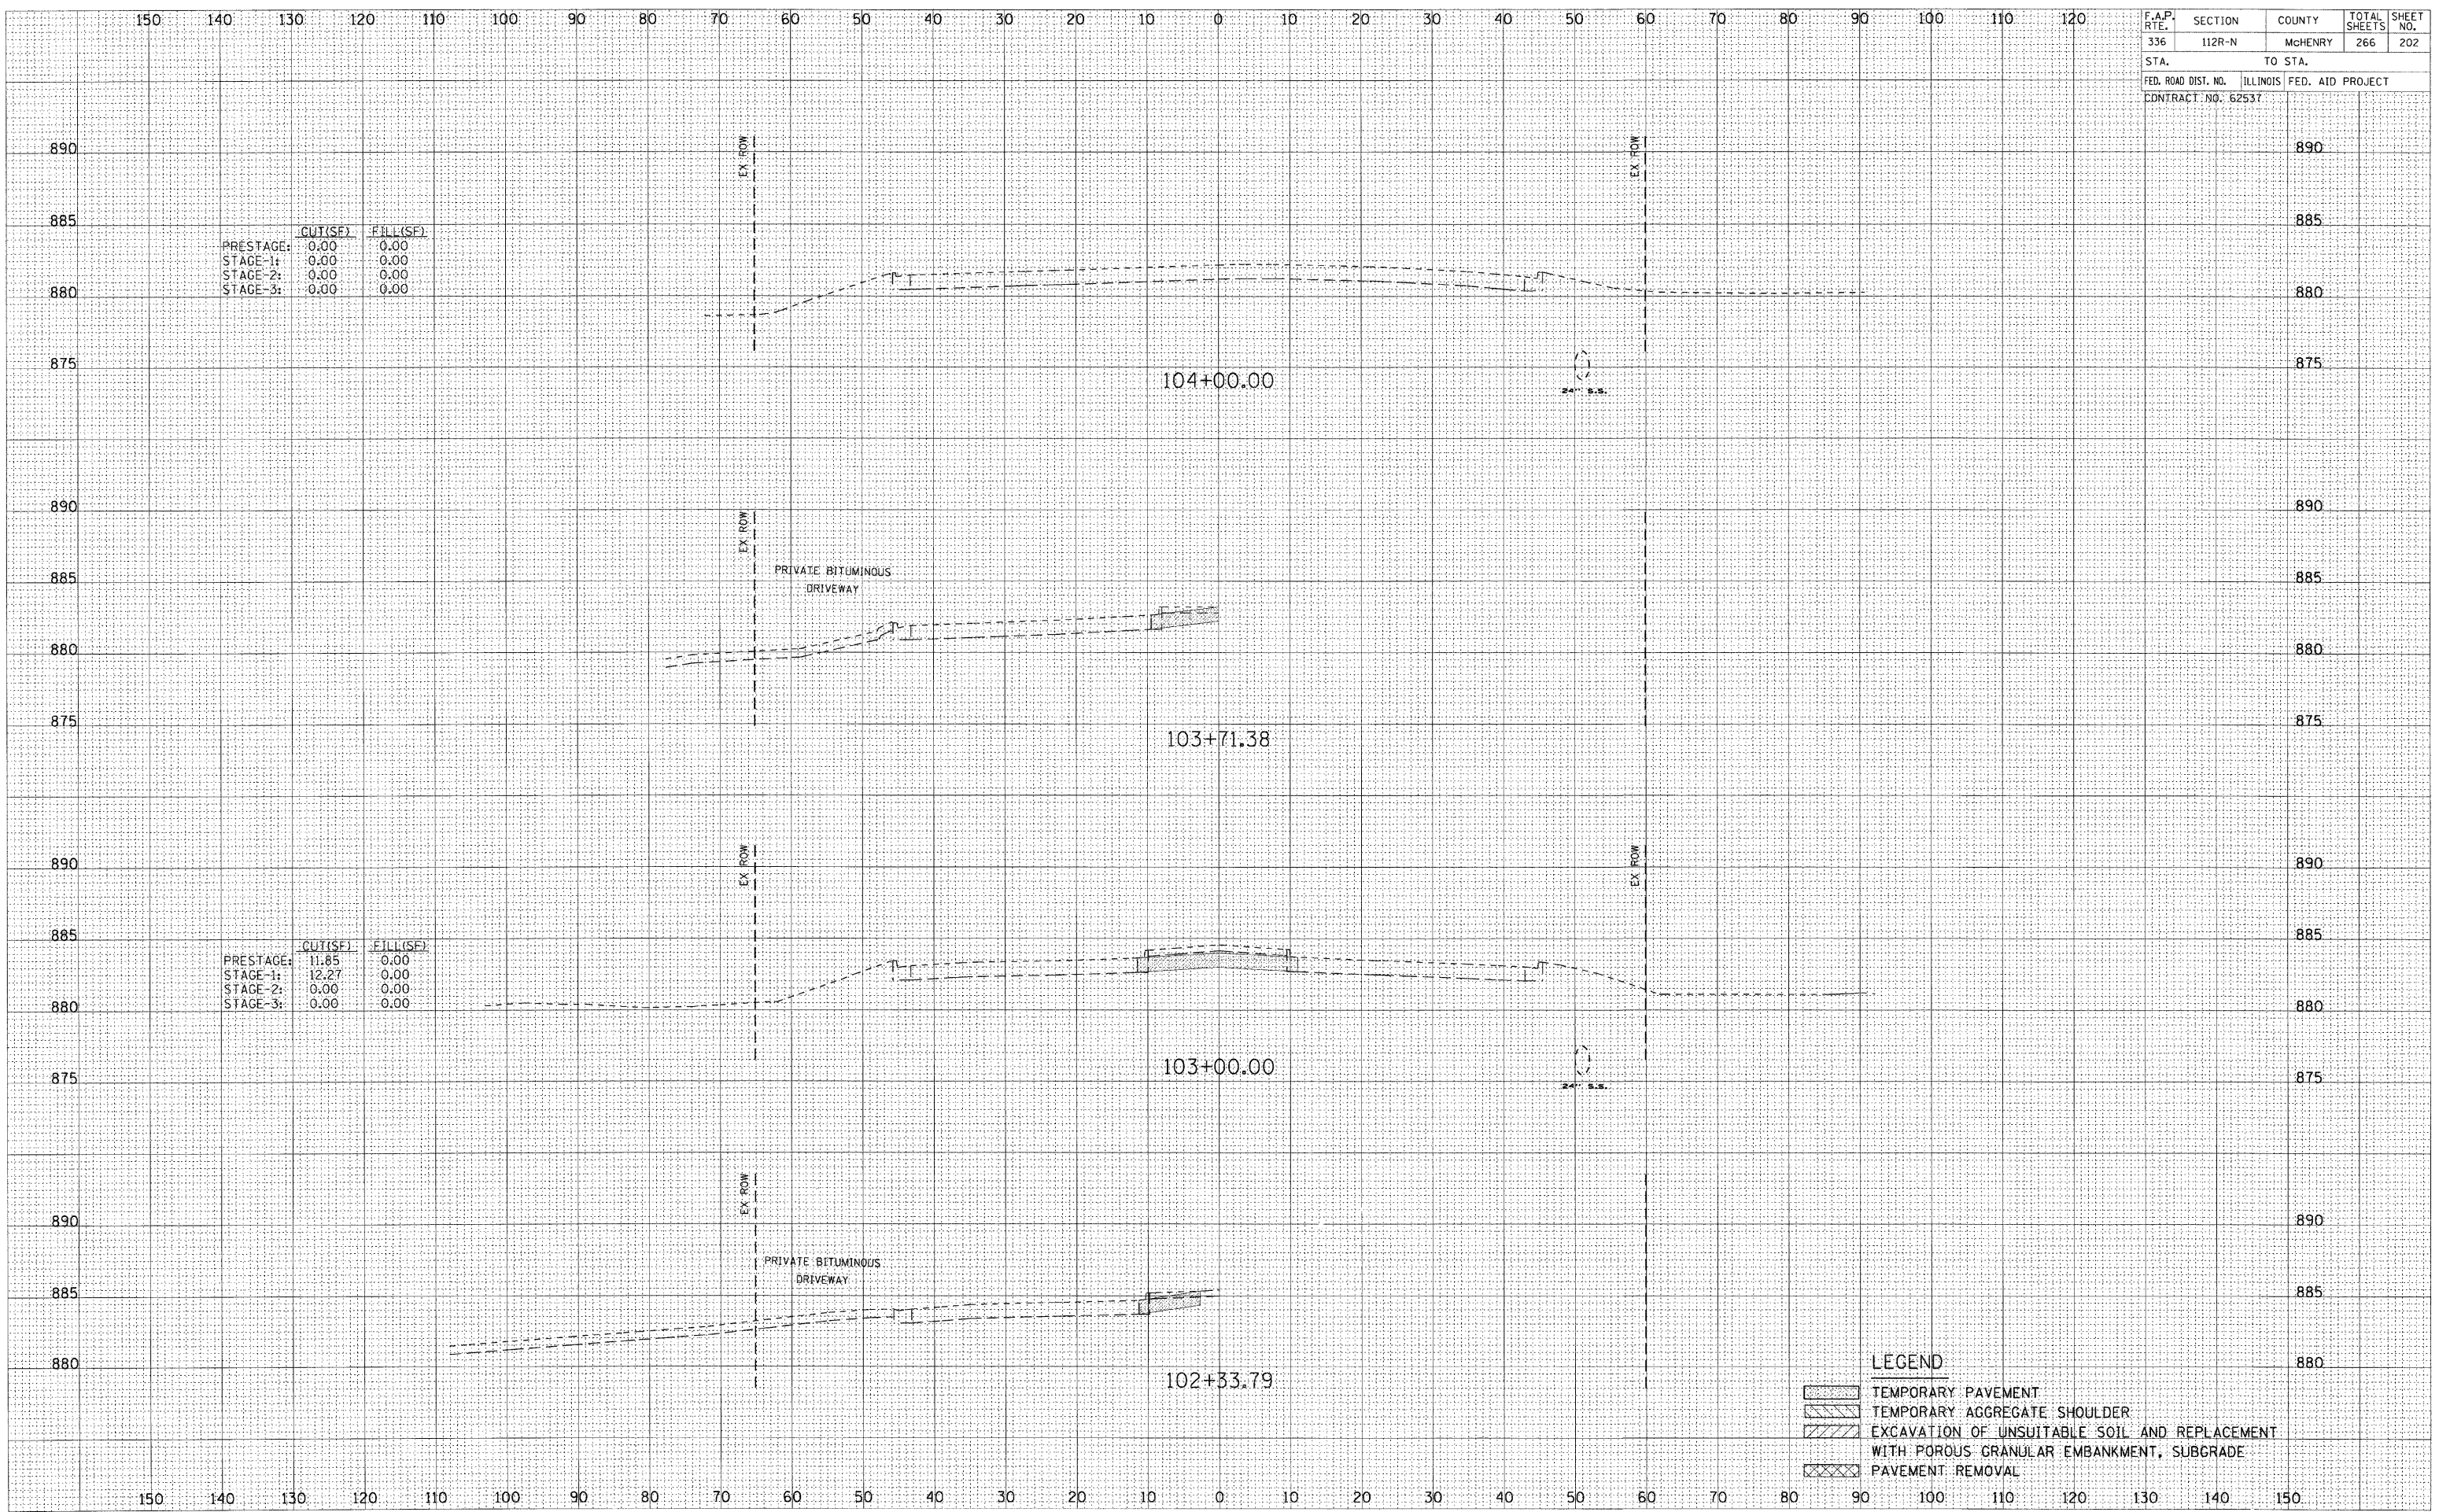 150 140 130 120 110 100 90 80 70 60 50 40 30 20 10 0 10 20 30 40 50 60 70 80 90 100 110 120
F.A.P. RTE. SECTION COUNTY TOTAL SHEETS SHEET NO.
336 112R-N McHENRY 266 202
STA. TO STA.
FED. ROAD DIST. NO. ILLINOIS FED. AID PROJECT
CONTRACT NO. 62537
EX ROW EX ROW
890 890
885 885
CUT(SF) FILL(SF)
PRESTAGE: 0.00 0.00
STAGE-1: 0.00 0.00
STAGE-2: 0.00 0.00
STAGE-3: 0.00 0.00
880 880
875 875
104+00.00
24" S.S.
890 890
EX ROW
PRIVATE BITUMINOUS
DRIVEWAY
885 885
880 880
875 875
103+71.38
EX ROW EX ROW
890 890
885 885
CUT(SF) FILL(SF)
PRESTAGE: 11.85 0.00
STAGE-1: 12.27 0.00
STAGE-2: 0.00 0.00
STAGE-3: 0.00 0.00
880 880
103+00.00
875 875
24" S.S.
EX ROW
890 890
PRIVATE BITUMINOUS
DRIVEWAY
885 885
880 880
102+33.79
LEGEND
TEMPORARY PAVEMENT
TEMPORARY AGGREGATE SHOULDER
EXCAVATION OF UNSUITABLE SOIL AND REPLACEMENT
WITH POROUS GRANULAR EMBANKMENT, SUBGRADE
PAVEMENT REMOVAL
150 140 130 120 110 100 90 80 70 60 50 40 30 20 10 0 10 20 30 40 50 60 70 80 90 100 110 120 130 140 150